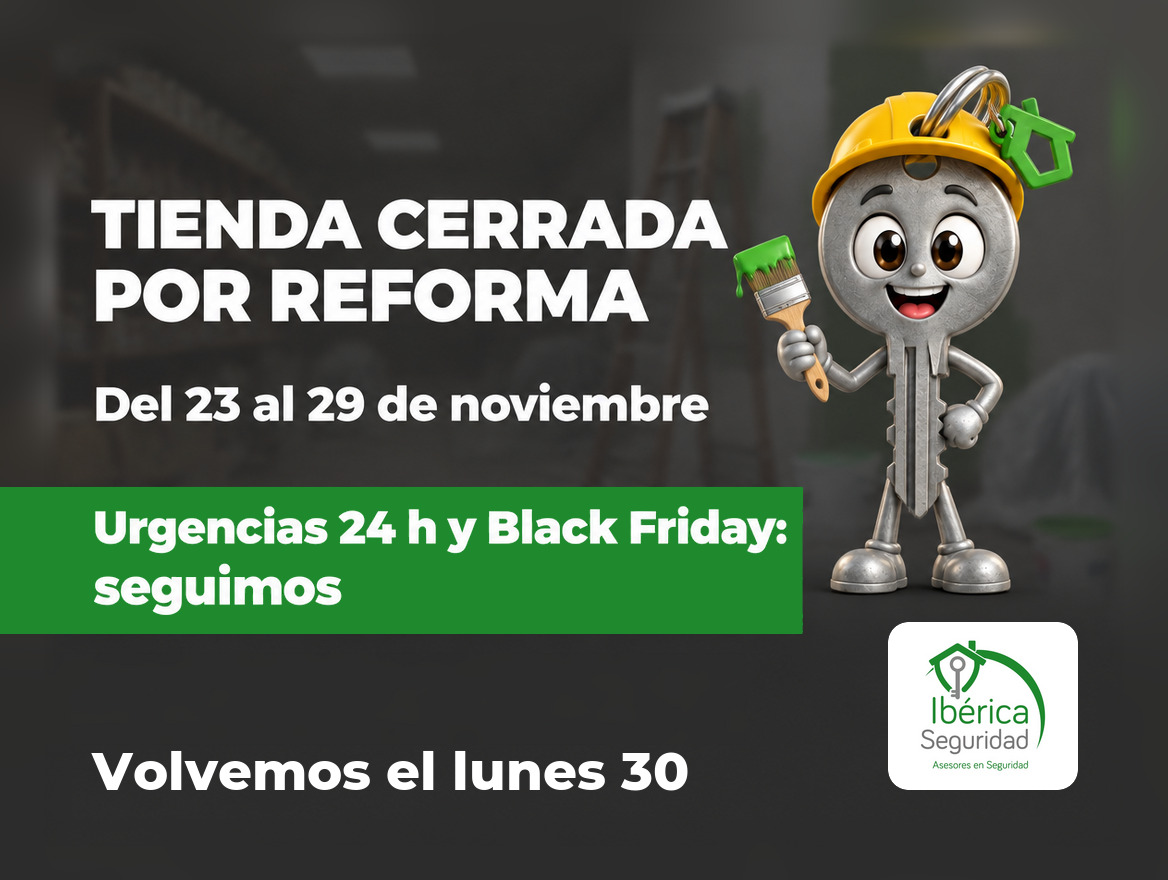 TIENDA CERRADA
POR REFORMA
Del 23 al 29 de noviembre
Urgencias 24 h y Black Friday:
seguimos
Volvemos el lunes 30
Ibérica
Seguridad
Asesores en Seguridad